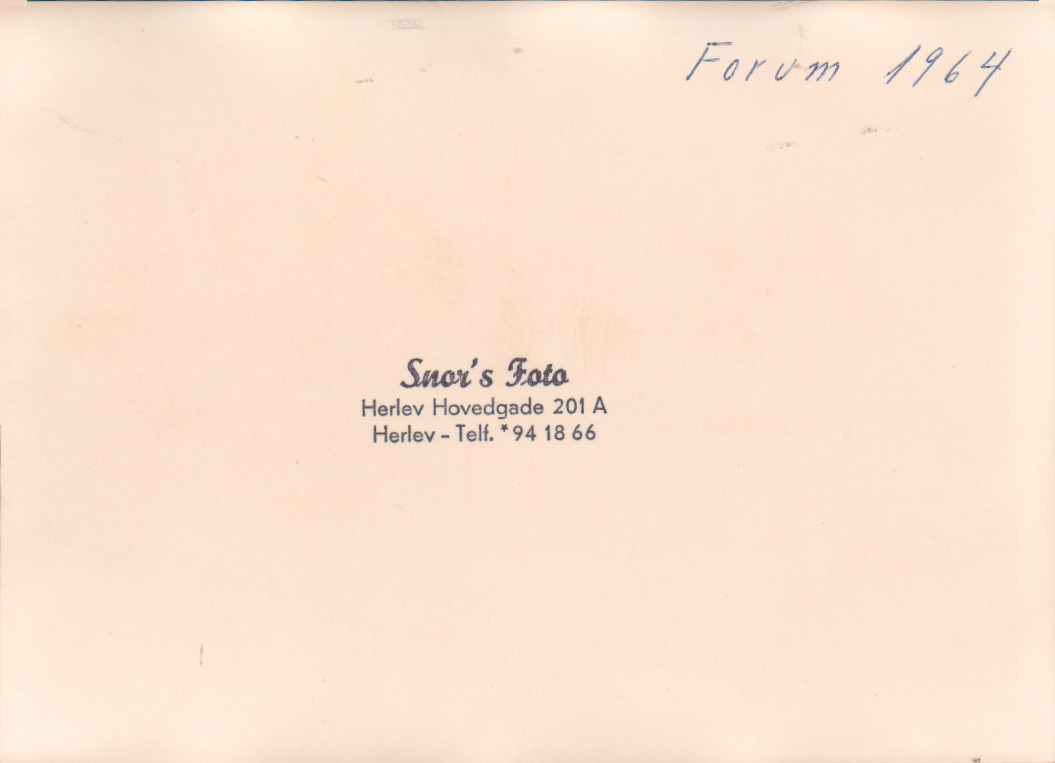 Forum 1964
Snor's Foto
Herlev Hovedgade 201 A
Herlev - Telf. *94 18 66